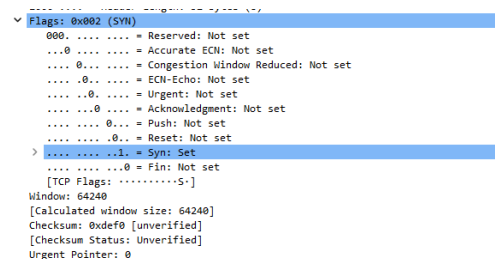 Flags: 0x002 (SYN)
000. .... .... = Reserved: Not set
...0 .... .... = Accurate ECN: Not set
.... 0... .... = Congestion Window Reduced: Not set
.... .0.. .... = ECN-Echo: Not set
.... ..0. .... = Urgent: Not set
.... ...0 .... = Acknowledgment: Not set
.... .... 0... = Push: Not set
.... .... .0.. = Reset: Not set
.... .... ..1. = Syn: Set
.... .... ...0 = Fin: Not set
[TCP Flags: ··········S·]
Window: 64240
[Calculated window size: 64240]
Checksum: 0xdef0 [unverified]
[Checksum Status: Unverified]
Urgent Pointer: 0